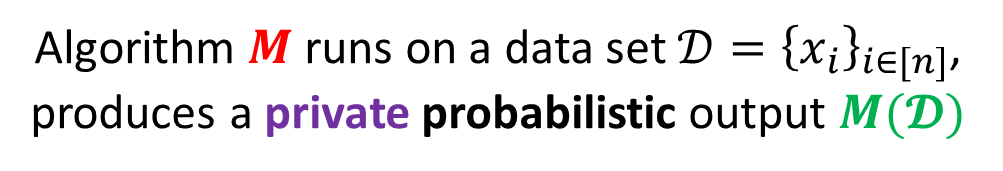 Algorithm 𝑴 runs on a data set 𝒟 = {𝑥ᵢ}ᵢ∈[𝑛],
produces a private probabilistic output 𝑴(𝓓)